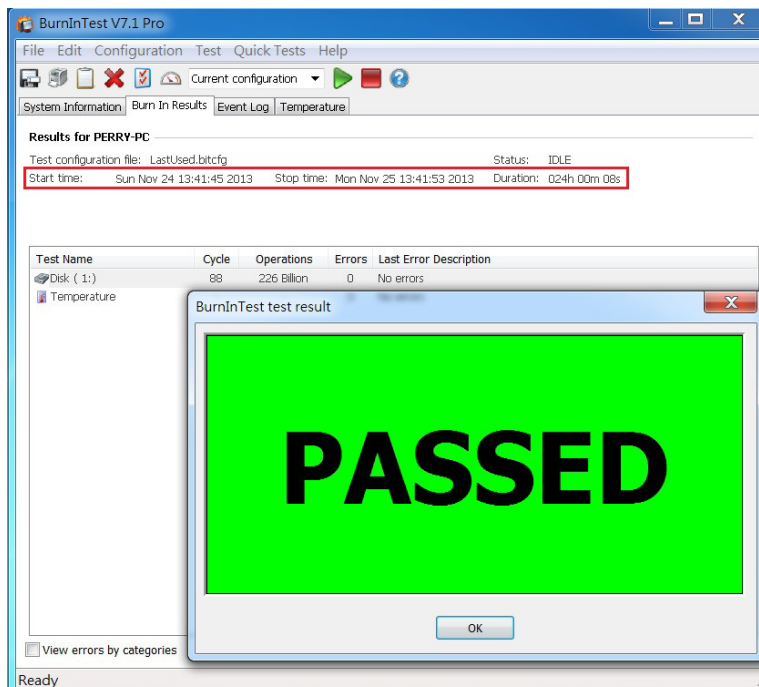 BurnInTest V7.1 Pro
File Edit Configuration Test Quick Tests Help
Current configuration
System Information Burn In Results Event Log Temperature
Results for PERRY-PC
Test configuration file: LastUsed.bitcfg Status: IDLE
Start time: Sun Nov 24 13:41:45 2013 Stop time: Mon Nov 25 13:41:53 2013 Duration: 024h 00m 08s
Test Name Cycle Operations Errors Last Error Description
Disk ( 1:) 88 226 Billion 0 No errors
Temperature
BurnInTest test result
PASSED
OK
View errors by categories
Ready